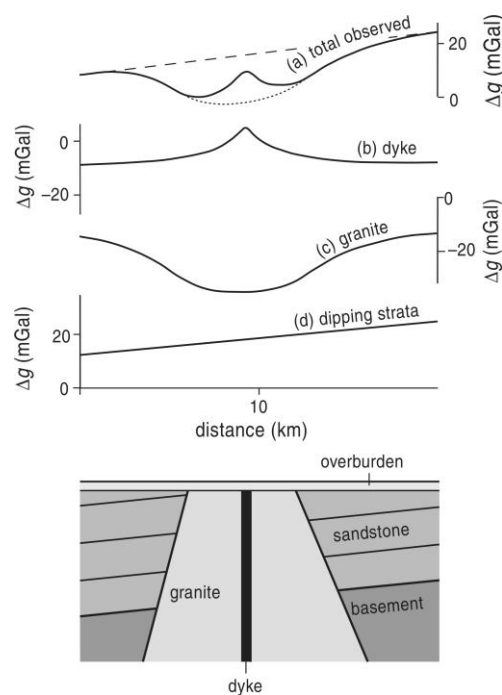 (a) total observed
20
0
Δg (mGal)
0
−20
Δg (mGal)
(b) dyke
0
−20
Δg (mGal)
(c) granite
20
0
Δg (mGal)
(d) dipping strata
10
distance (km)
overburden
sandstone
granite
basement
dyke